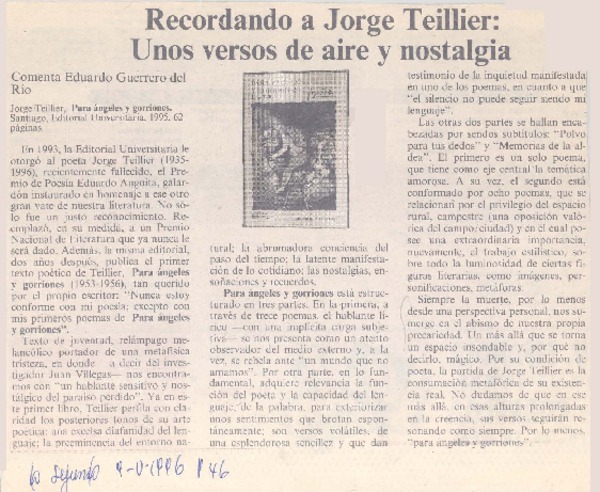 Recordando a Jorge Teillier:
Unos versos de aire y nostalgia
Comenta Eduardo Guerrero del
Río
Jorge Teillier, Para ángeles y gorriones.
Santiago, Editorial Universitaria, 1995. 62
páginas.
En 1993, la Editorial Universitaria le
otorgó al poeta Jorge Teillier (1935-
1996), recientemente fallecido, el Pre-
mio de Poesía Eduardo Anguita, galar-
dón instaurado en homenaje a ese otro
gran vate de nuestra literatura. No só-
lo fue un justo reconocimiento. Re-
emplazó, en su medida, a un Premio
Nacional de Literatura que ya nunca le
será dado. Además, la misma editorial,
dos años después, publica el primer
texto poético de Teillier, Para ángeles
y gorriones (1953-1956), tan querido
por el propio escritor: "Nunca estoy
conforme con mi poesía; excepto con
mis primeros poemas de Para ángeles
y gorriones".
Texto de juventud, relámpago me-
lancólico portador de una metafísica
tristeza, en donde —a decir del inves-
tigador Juan Villegas— nos encontra-
mos con "un hablante sensitivo y nos-
tálgico del paraíso perdido". Ya en es-
te primer libro, Teillier perfila con cla-
ridad los posteriores tonos de su arte
poética: una excelsa diafanidad del len-
guaje; la preeminencia del entorno na-
tural; la abrumadora conciencia del
paso del tiempo; la latente manifesta-
ción de lo cotidiano; las nostalgias, en-
soñaciones y recuerdos.
Para ángeles y gorriones está es-
tructurado en tres partes. En la primera, a
través de trece poemas, el hablante lí-
rico —con una implícita carga subje-
tiva— se nos presenta como un atento
observador del medio externo y, a la
vez, se rebela ante "un mundo que no
amamos". Por otra parte, en lo fun-
damental, adquiere relevancia la fun-
ción del poeta y la capacidad del len-
guaje, de la palabra, para exteriorizar
unos sentimientos que brotan espon-
táneamente; son versos volátiles, de
una esplendorosa sencillez y que dan
testimonio de la inquietud manifestada
en uno de los poemas, en cuanto a que
"el silencio no puede seguir siendo mi
lenguaje".
Las otras dos partes se hallan enca-
bezadas por sendos subtítulos: "Polvo
para tus dedos" y "Memorias de la al-
dea". El primero es un solo poema,
que tiene como eje central la temática
amorosa. A su vez, el segundo está
conformado por ocho poemas, que se
relacionan por el privilegio del espacio
rural, campestre (una oposición való-
rica del campo/ciudad) y en él cual po-
see una extraordinaria importancia,
nuevamente, el trabajo estilístico, so-
bre todo la luminosidad de ciertas fi-
guras literarias, como imágenes, per-
sonificaciones, metáforas.
Siempre la muerte, por lo menos
desde una perspectiva personal, nos su-
merge en el abismo de nuestra propia
precariedad. Un más allá que se torna
un espacio insondable y, por qué no
decirlo, mágico. Por su condición de
poeta, la partida de Jorge Teillier es la
consumación metafórica de su existen-
cia real. No dudamos de que en ese
más allá, en esas alturas prolongadas
en la creencia, sus versos seguirán re-
sonando como siempre. Por lo menos,
"para ángeles y gorriones".
La Segunda 9-V-1996 P 46